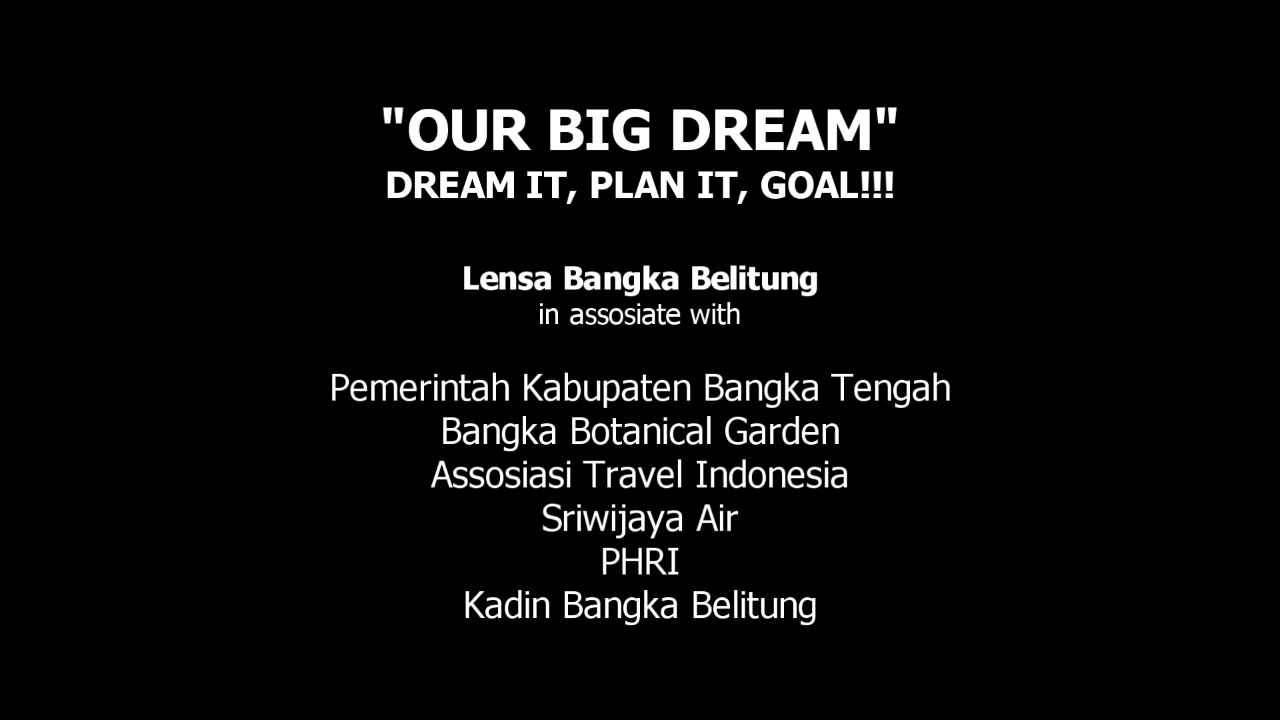 "OUR BIG DREAM"
DREAM IT, PLAN IT, GOAL!!!
Lensa Bangka Belitung
in assosiate with
Pemerintah Kabupaten Bangka Tengah
Bangka Botanical Garden
Assosiasi Travel Indonesia
Sriwijaya Air
PHRI
Kadin Bangka Belitung